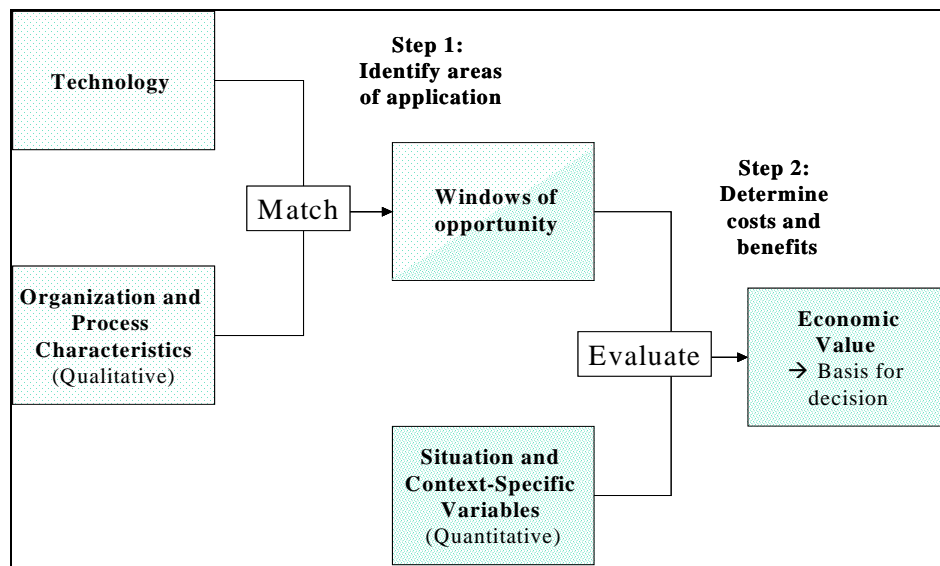 Technology
Step 1:
Identify areas
of application
Match
Windows of
opportunity
Step 2:
Determine
costs and
benefits
Organization and
Process
Characteristics
(Qualitative)
Evaluate
Economic
Value
→ Basis for
decision
Situation and
Context-Specific
Variables
(Quantitative)